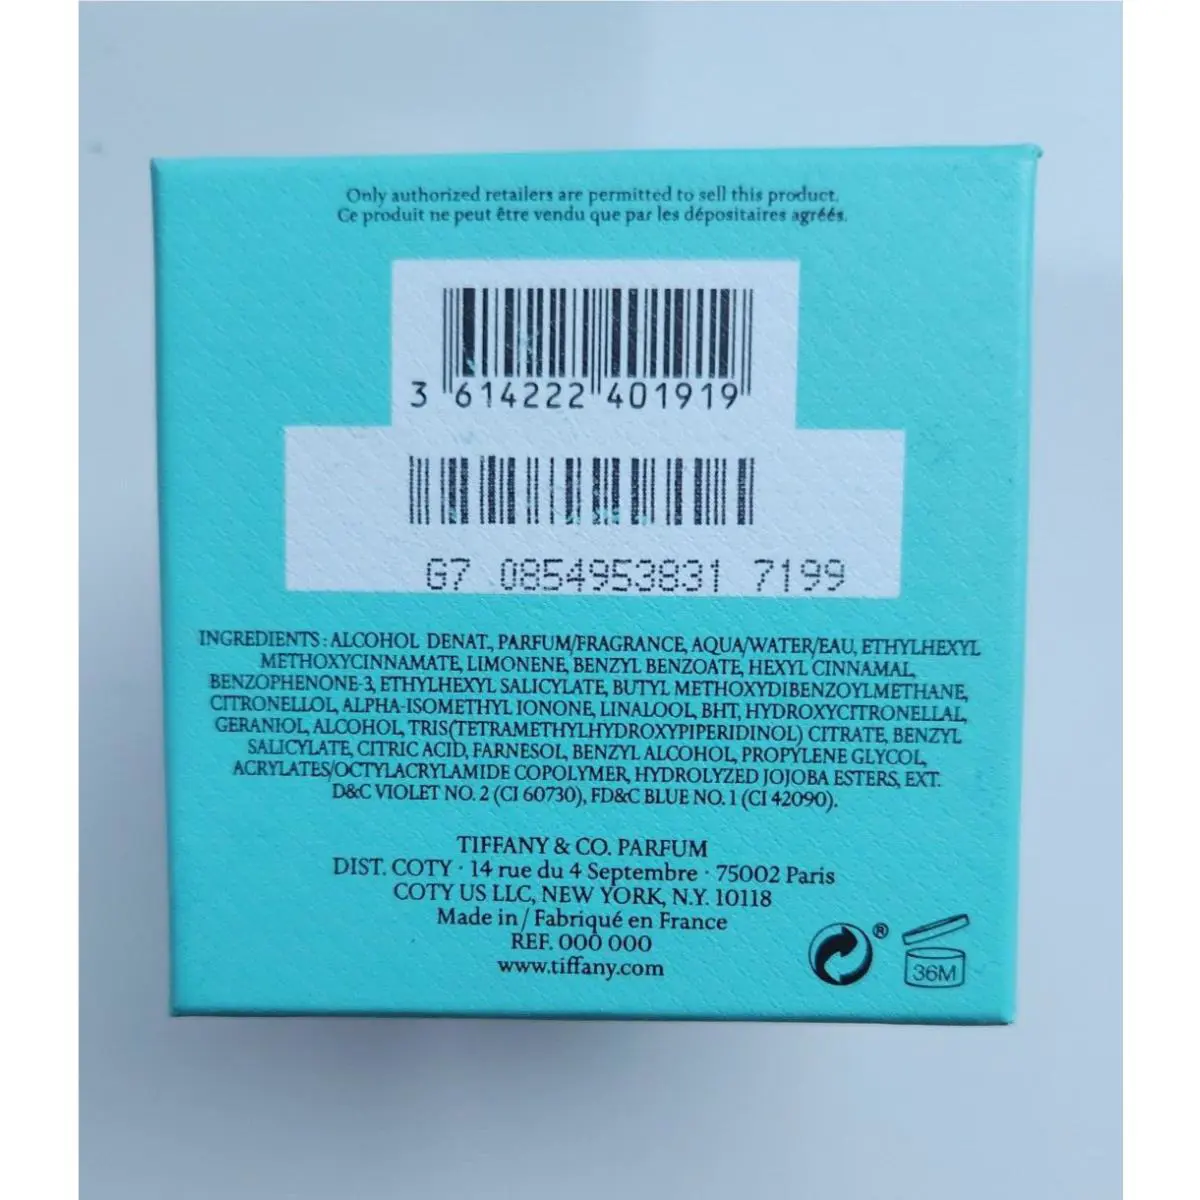 Only authorized retailers are permitted to sell this product.
Ce produit ne peut être vendu que par les dépositaires agréés.
3 614222 401919
G7 0854953831 7199
INGREDIENTS : ALCOHOL DENAT., PARFUM/FRAGRANCE, AQUA/WATER/EAU, ETHYLHEXYL
METHOXYCINNAMATE, LIMONENE, BENZYL BENZOATE, HEXYL CINNAMAL,
BENZOPHENONE-3, ETHYLHEXYL SALICYLATE, BUTYL METHOXYDIBENZOYLMETHANE,
CITRONELLOL, ALPHA-ISOMETHYL IONONE, LINALOOL, BHT, HYDROXYCITRONELLAL,
GERANIOL, ALCOHOL, TRIS(TETRAMETHYLHYDROXYPIPERIDINOL) CITRATE, BENZYL
SALICYLATE, CITRIC ACID, FARNESOL, BENZYL ALCOHOL, PROPYLENE GLYCOL,
ACRYLATES/OCTYLACRYLAMIDE COPOLYMER, HYDROLYZED JOJOBA ESTERS, EXT.
D&C VIOLET NO. 2 (CI 60730), FD&C BLUE NO. 1 (CI 42090).
TIFFANY & CO. PARFUM
DIST. COTY · 14 rue du 4 Septembre · 75002 Paris
COTY US LLC, NEW YORK, N.Y. 10118
Made in / Fabriqué en France
REF. 000 000
www.tiffany.com
®
36M